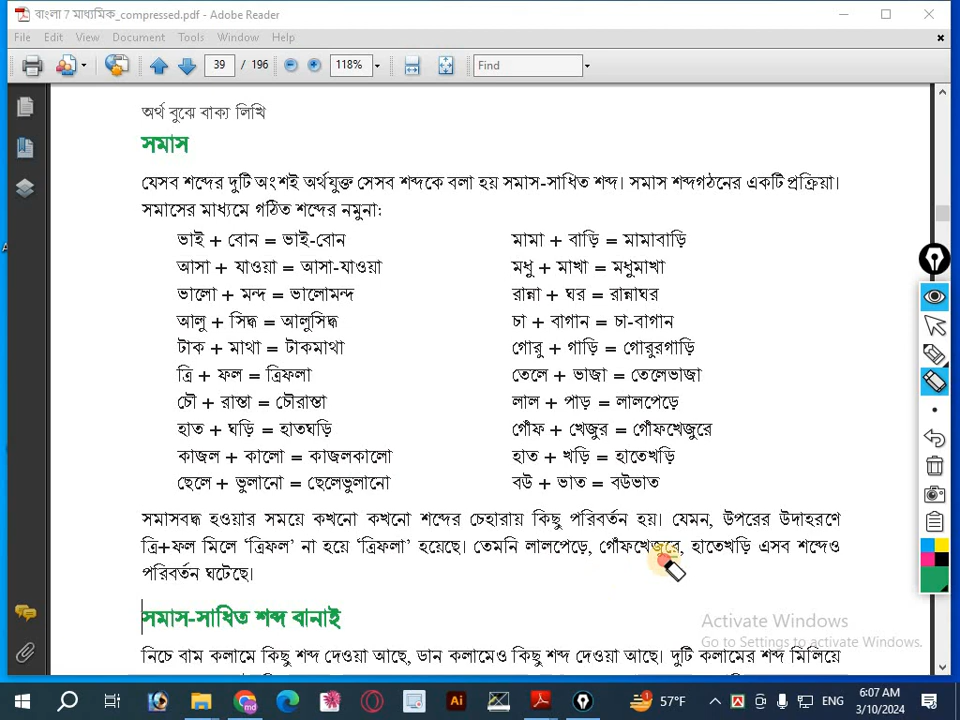 বাংলা 7 মাধ্যমিক_compressed.pdf - Adobe Reader
File Edit View Document Tools Window Help
39 / 196 118% Find
অর্থ বুঝে বাক্য লিখি
সমাস
যেসব শব্দের দুটি অংশই অর্থযুক্ত সেসব শব্দকে বলা হয় সমাস-সাধিত শব্দ। সমাস শব্দগঠনের একটি প্রক্রিয়া।
সমাসের মাধ্যমে গঠিত শব্দের নমুনা:
ভাই + বোন = ভাই-বোন
আসা + যাওয়া = আসা-যাওয়া
ভালো + মন্দ = ভালোমন্দ
আলু + সিদ্ধ = আলুসিদ্ধ
টাক + মাথা = টাকমাথা
ত্রি + ফল = ত্রিফলা
চৌ + রাস্তা = চৌরাস্তা
হাত + ঘড়ি = হাতঘড়ি
কাজল + কালো = কাজলকালো
ছেলে + ভুলানো = ছেলেভুলানো
মামা + বাড়ি = মামাবাড়ি
মধু + মাখা = মধুমাখা
রান্না + ঘর = রান্নাঘর
চা + বাগান = চা-বাগান
গোরু + গাড়ি = গোরুরগাড়ি
তেলে + ভাজা = তেলেভাজা
লাল + পাড় = লালপেড়ে
গোঁফ + খেজুর = গোঁফখেজুরে
হাত + খড়ি = হাতেখড়ি
বউ + ভাত = বউভাত
সমাসবদ্ধ হওয়ার সময়ে কখনো কখনো শব্দের চেহারায় কিছু পরিবর্তন হয়। যেমন, উপরের উদাহরণে
ত্রি+ফল মিলে ‘ত্রিফল’ না হয়ে ‘ত্রিফলা’ হয়েছে। তেমনি লালপেড়ে, গোঁফখেজুরে, হাতেখড়ি এসব শব্দেও
পরিবর্তন ঘটেছে।
সমাস-সাধিত শব্দ বানাই
নিচে বাম কলামে কিছু শব্দ দেওয়া আছে, ডান কলামেও কিছু শব্দ দেওয়া আছে। দুটি কলামের শব্দ মিলিয়ে
Activate Windows
Go to Settings to activate Windows.
57°F ENG 6:07 AM
3/10/2024